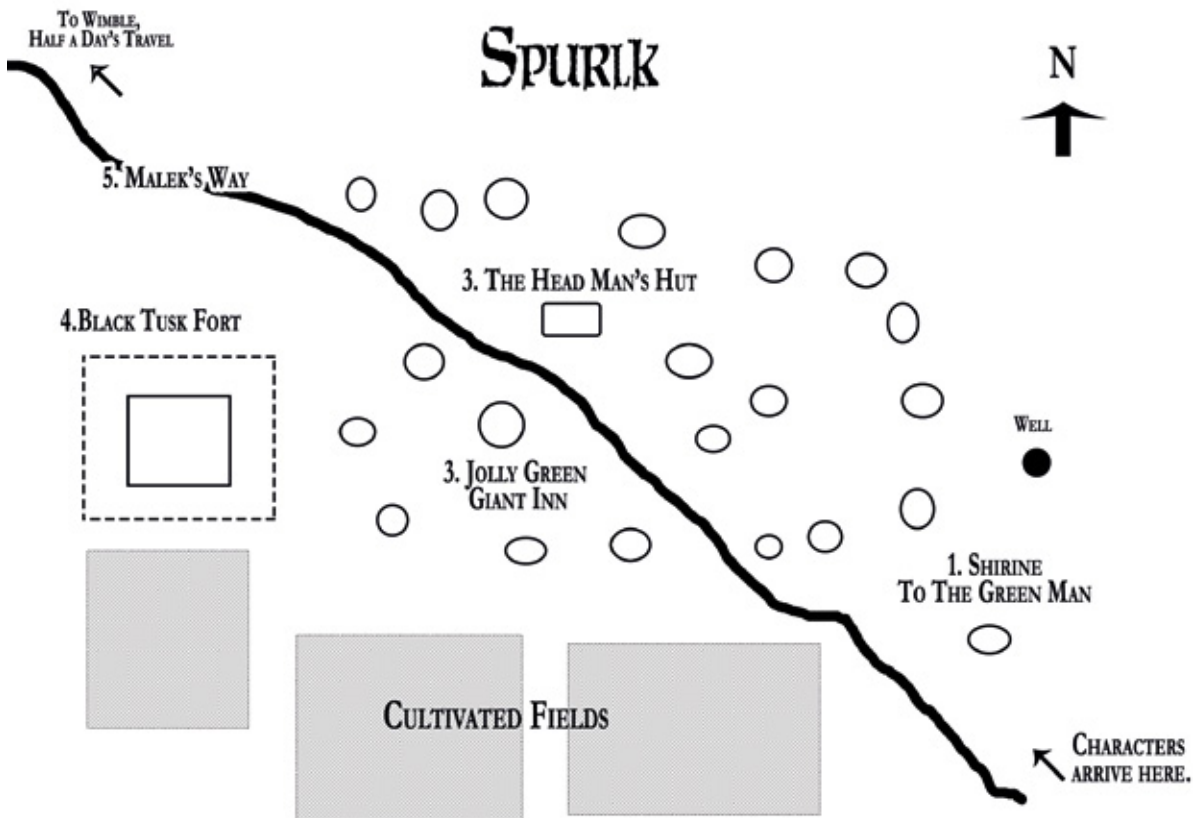 To Wimble,
Half a Day's Travel
Spurlk
N
5. Malek's Way
3. The Head Man's Hut
4.Black Tusk Fort
Well
3. Jolly Green
Giant Inn
1. Shirine
To The Green Man
Cultivated Fields
Characters
arrive here.